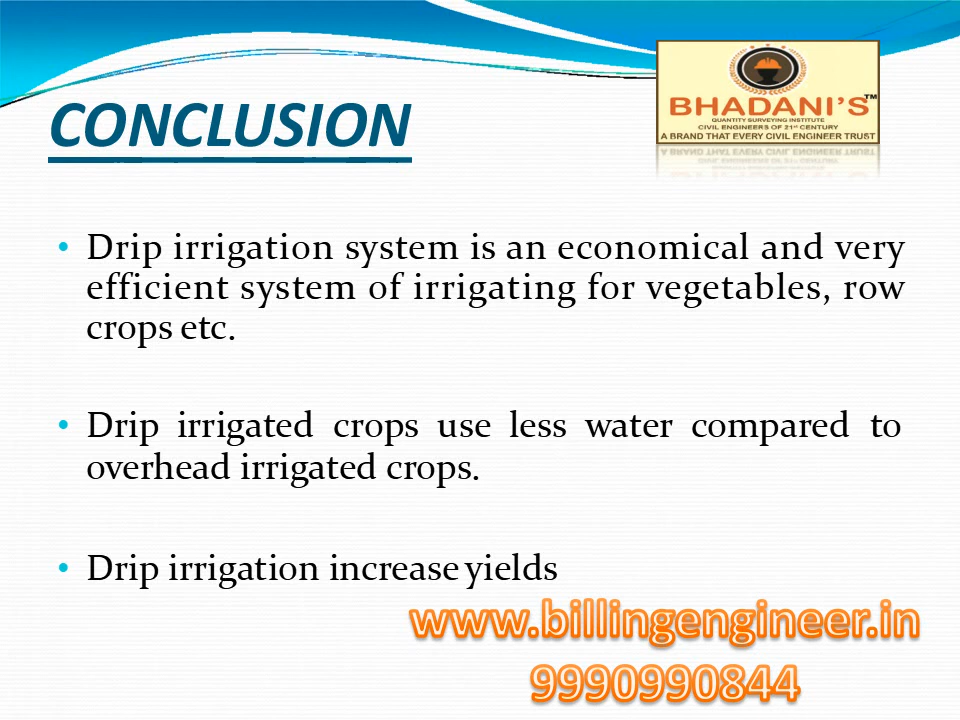 CONCLUSION
BHADANI'S™
QUANTITY SURVEYING INSTITUTE
CIVIL ENGINEERS OF 21ST CENTURY
A BRAND THAT EVERY CIVIL ENGINEER TRUST
• Drip irrigation system is an economical and very
efficient system of irrigating for vegetables, row
crops etc.
• Drip irrigated crops use less water compared to
overhead irrigated crops.
• Drip irrigation increase yields
www.billingengineer.in
9990990844